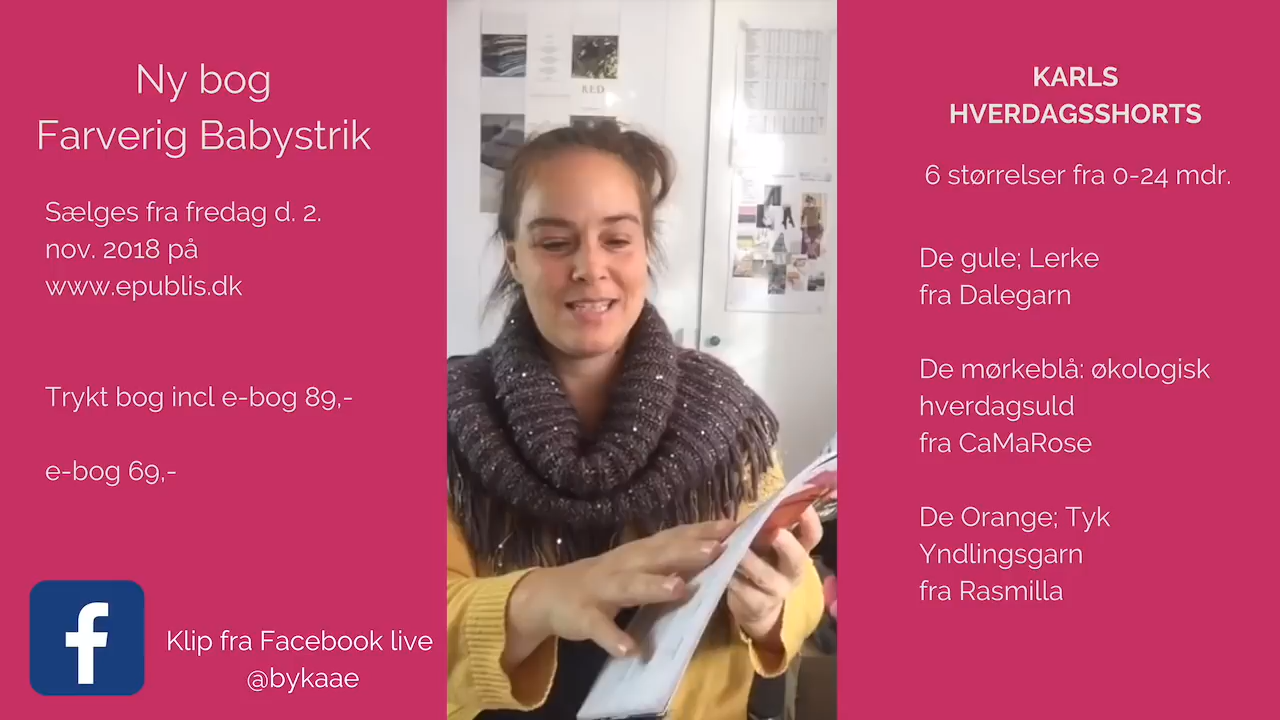 Ny bog
Farverig Babystrik
Sælges fra fredag d. 2.
nov. 2018 på
www.epublis.dk
Trykt bog incl e-bog 89,-
e-bog 69,-
f
Klip fra Facebook live
@bykaae
RED
KARLS
HVERDAGSSHORTS
6 størrelser fra 0-24 mdr.
De gule; Lerke
fra Dalegarn
De mørkeblå: økologisk
hverdagsuld
fra CaMaRose
De Orange; Tyk
Yndlingsgarn
fra Rasmilla